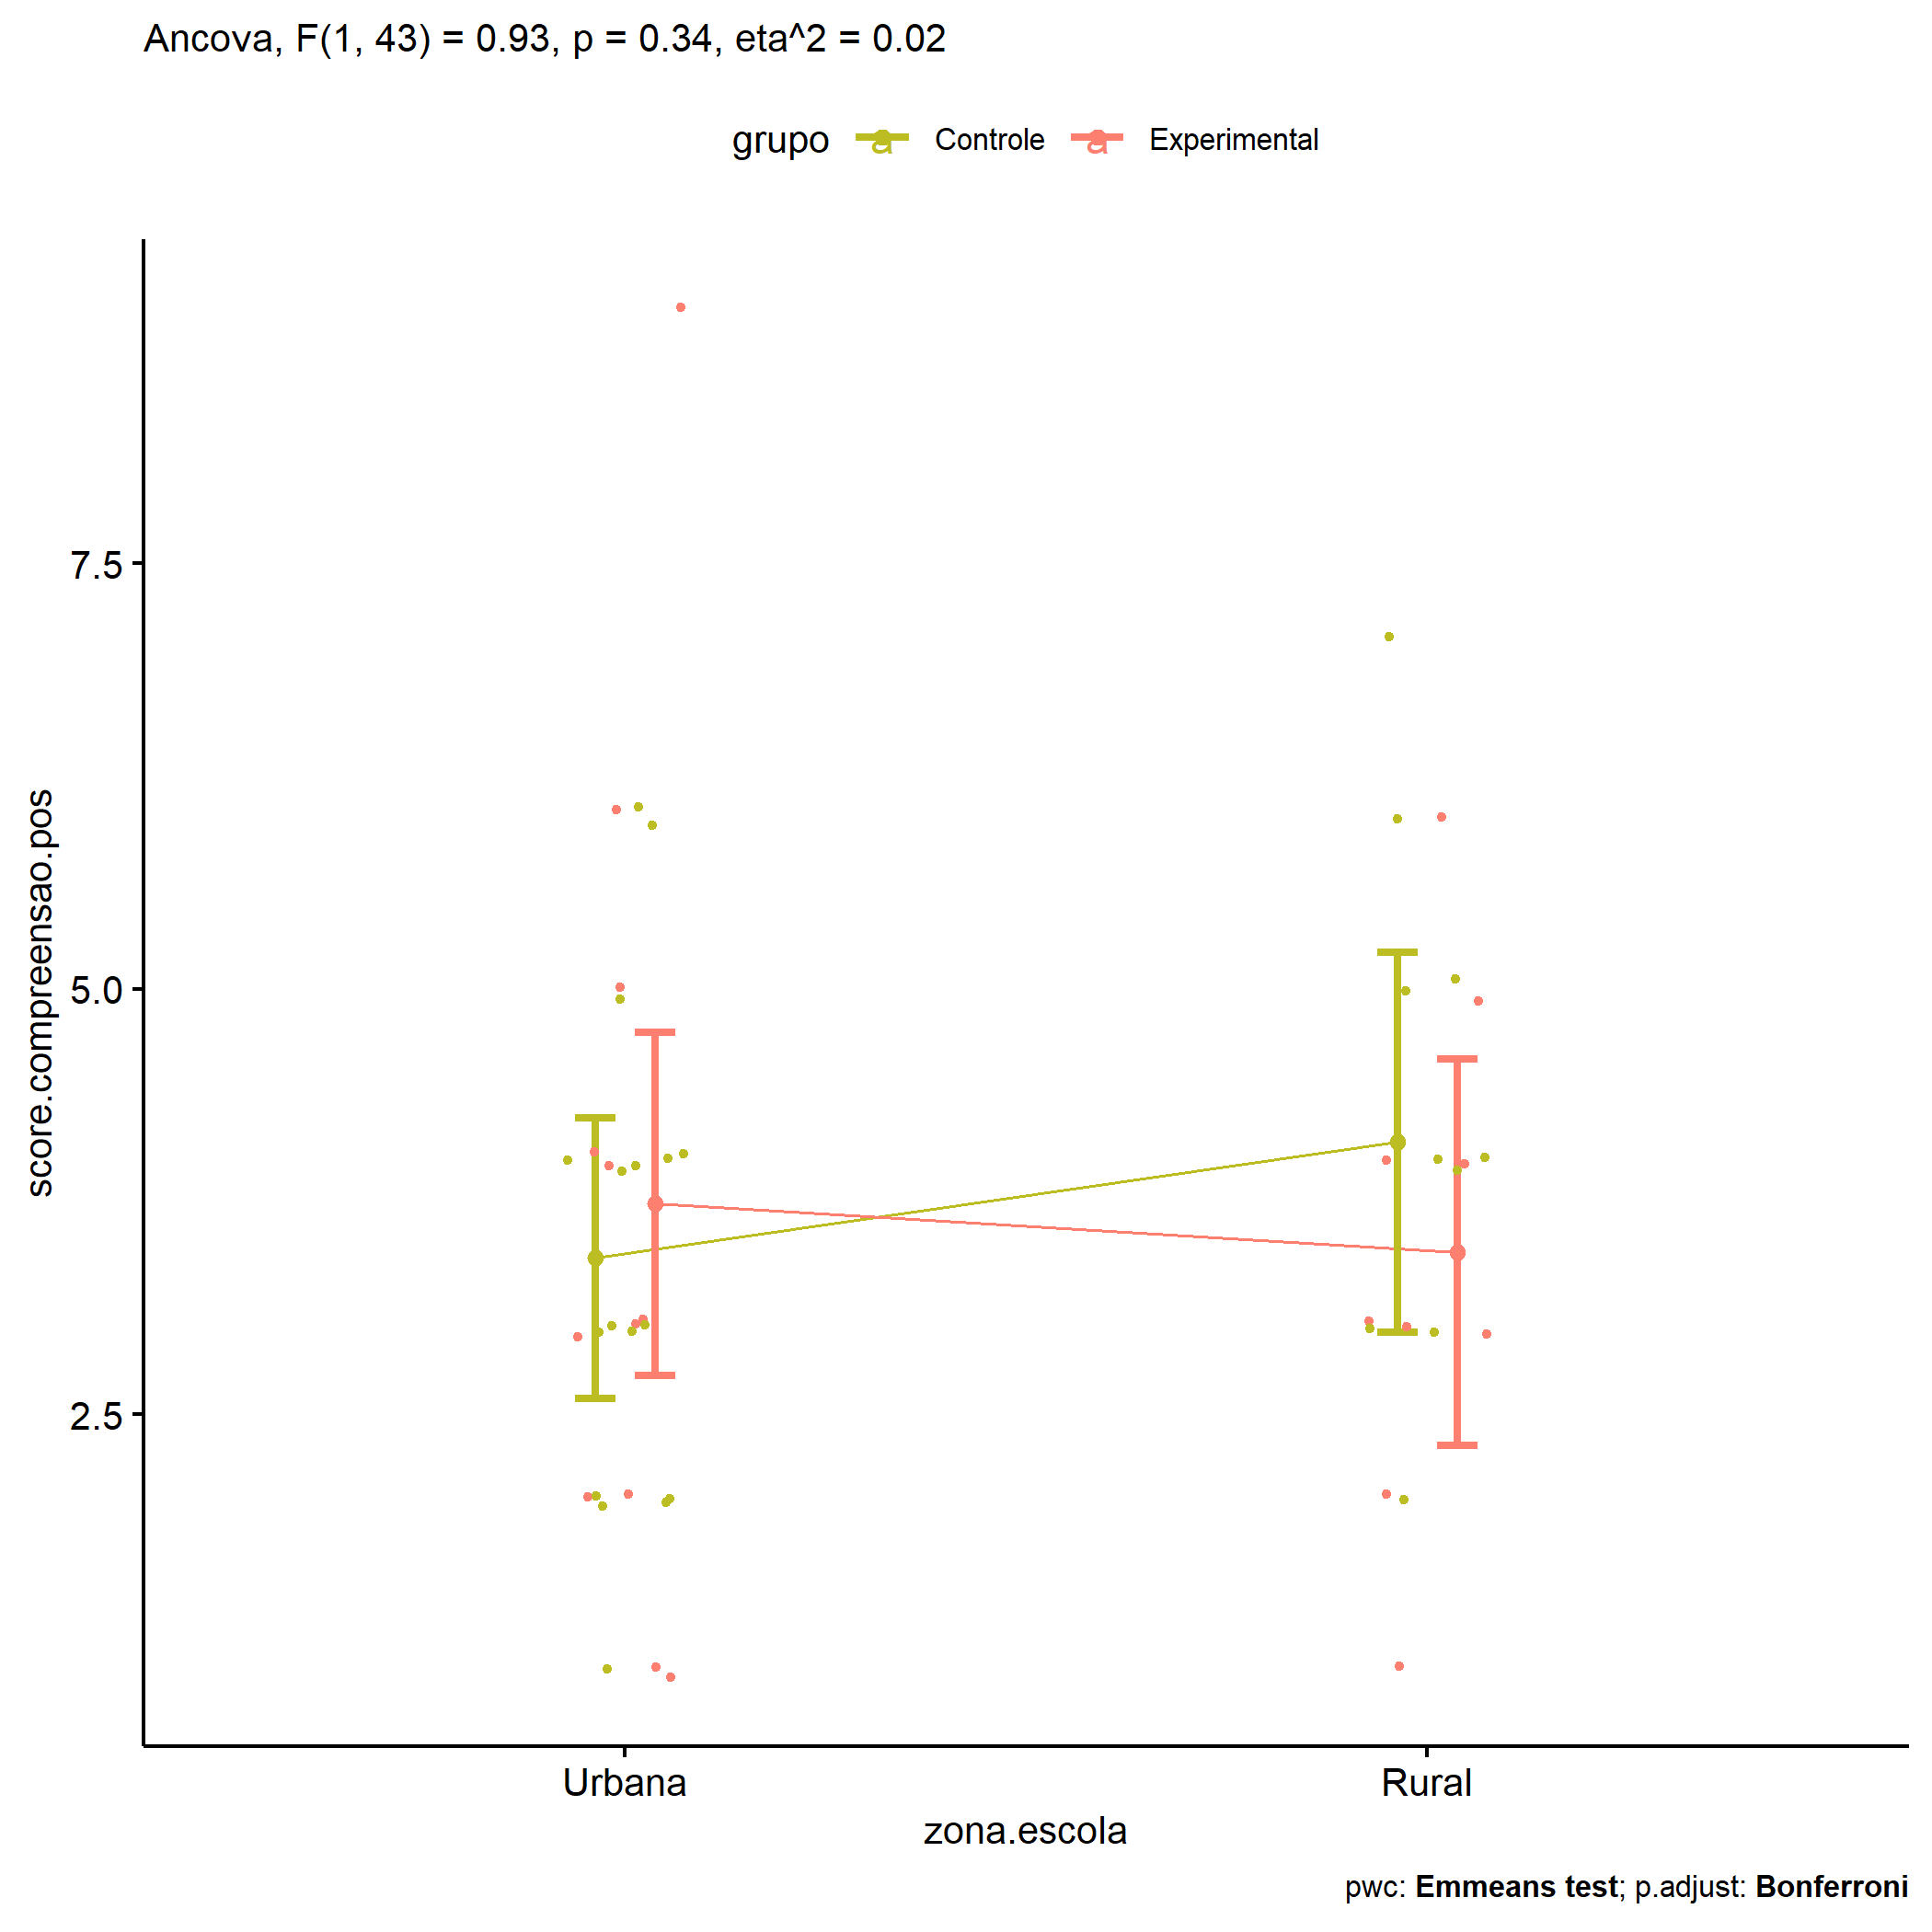 Ancova, F(1, 43) = 0.93, p = 0.34, eta^2 = 0.02
grupo a Controle a Experimental
score.compreensao.pos
7.5
5.0
2.5
Urbana Rural
zona.escola
pwc: Emmeans test; p.adjust: Bonferroni